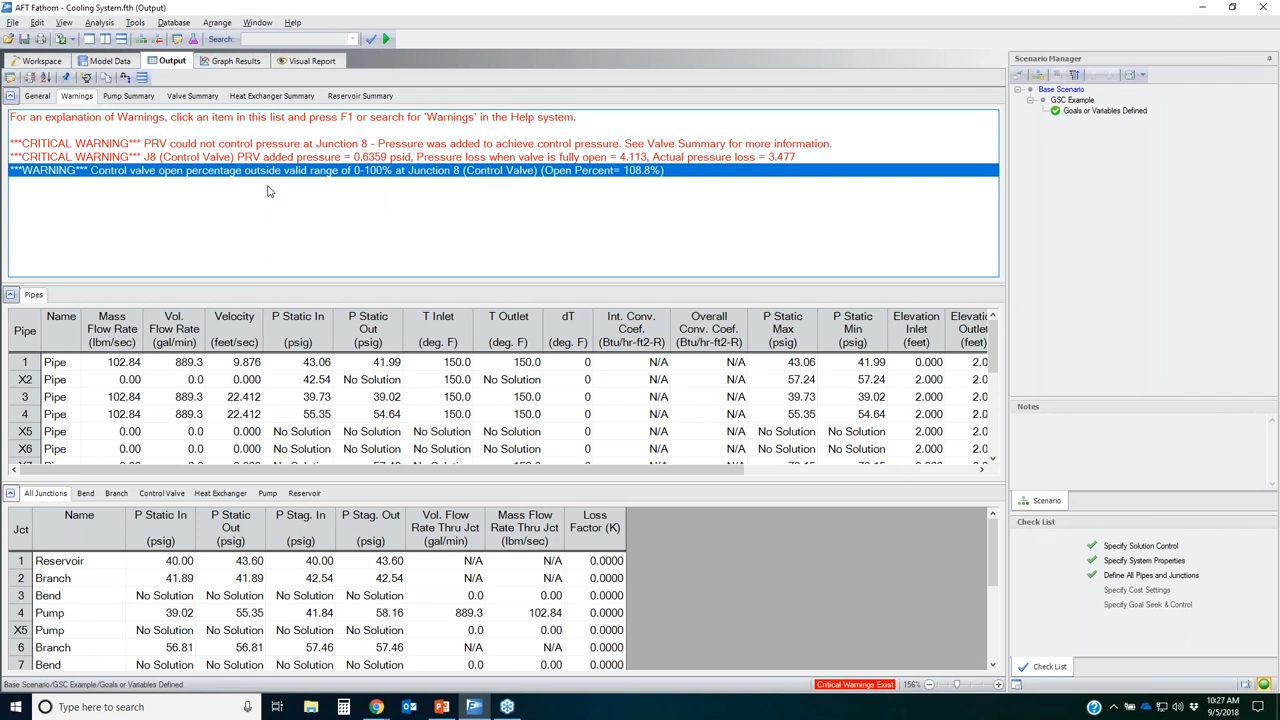 AFT Fathom - Cooling System.fth (Output)
File Edit View Analysis Tools Database Arrange Window Help
Search:
Workspace Model Data Output Graph Results Visual Report
General Warnings Pump Summary Valve Summary Heat Exchanger Summary Reservoir Summary
For an explanation of Warnings, click an item in this list and press F1 or search for 'Warnings' in the Help system.
***CRITICAL WARNING*** PRV could not control pressure at Junction 8 - Pressure was added to achieve control pressure. See Valve Summary for more information.
***CRITICAL WARNING*** J8 (Control Valve) PRV added pressure = 0.6359 psid, Pressure loss when valve is fully open = 4.113, Actual pressure loss = 3.477
***WARNING*** Control valve open percentage outside valid range of 0-100% at Junction 8 (Control Valve) (Open Percent= 108.8%)
Pipes
Pipe Name Mass Flow Rate (lbm/sec) Vol. Flow Rate (gal/min) Velocity (feet/sec) P Static In (psig) P Static Out (psig) T Inlet (deg. F) T Outlet (deg. F) dT (deg. F) Int. Conv. Coef. (Btu/hr-ft2-R) Overall Conv. Coef. (Btu/hr-ft2-R) P Static Max (psig) P Static Min (psig) Elevation Inlet (feet) Elevatio Outlet (feet)
1 Pipe 102.84 889.3 9.876 43.06 41.99 150.0 150.0 0 N/A N/A 43.06 41.99 0.000 2.0
X2 Pipe 0.00 0.00 0.000 42.54 No Solution 150.0 No Solution 0 N/A N/A 57.24 57.24 2.000 2.0
3 Pipe 102.84 889.3 22.412 39.73 39.02 150.0 150.0 0 N/A N/A 39.73 39.02 2.000 2.0
4 Pipe 102.84 889.3 22.412 55.35 54.64 150.0 150.0 0 N/A N/A 55.35 54.64 2.000 2.0
X5 Pipe 0.00 0.00 0.000 No Solution No Solution No Solution No Solution 0 N/A N/A No Solution No Solution 2.000 2.0
X6 Pipe 0.00 0.00 0.000 No Solution No Solution No Solution No Solution 0 N/A N/A No Solution No Solution 2.000 2.0
All Junctions Bend Branch Control Valve Heat Exchanger Pump Reservoir
Jct Name P Static In (psig) P Static Out (psig) P Stag. In (psig) P Stag. Out (psig) Vol. Flow Rate Thru Jct (gal/min) Mass Flow Rate Thru Jct (lbm/sec) Loss Factor (K)
1 Reservoir 40.00 43.60 40.00 43.60 N/A N/A 0.0000
2 Branch 41.89 41.89 42.54 42.54 N/A N/A 0.0000
3 Bend No Solution No Solution No Solution No Solution 0.0 0.0 0.0000
4 Pump 39.02 55.35 41.84 58.16 889.3 102.84 0.0000
X5 Pump No Solution No Solution No Solution No Solution 0.0 0.0 0.0000
6 Branch 56.81 56.81 57.46 57.46 N/A N/A 0.0000
7 Bend No Solution No Solution No Solution No Solution 0.0 0.0 0.0000
Base Scenario/GSC Example/Goals or Variables Defined
Critical Warnings Exist 156%
Scenario Manager
Base Scenario
GSC Example
Goals or Variables Defined
Notes
Scenario
Check List
Specify Solution Control
Specify System Properties
Define All Pipes and Junctions
Specify Cost Settings
Specify Goal Seek & Control
Check List
Type here to search
10:27 AM
9/5/2018